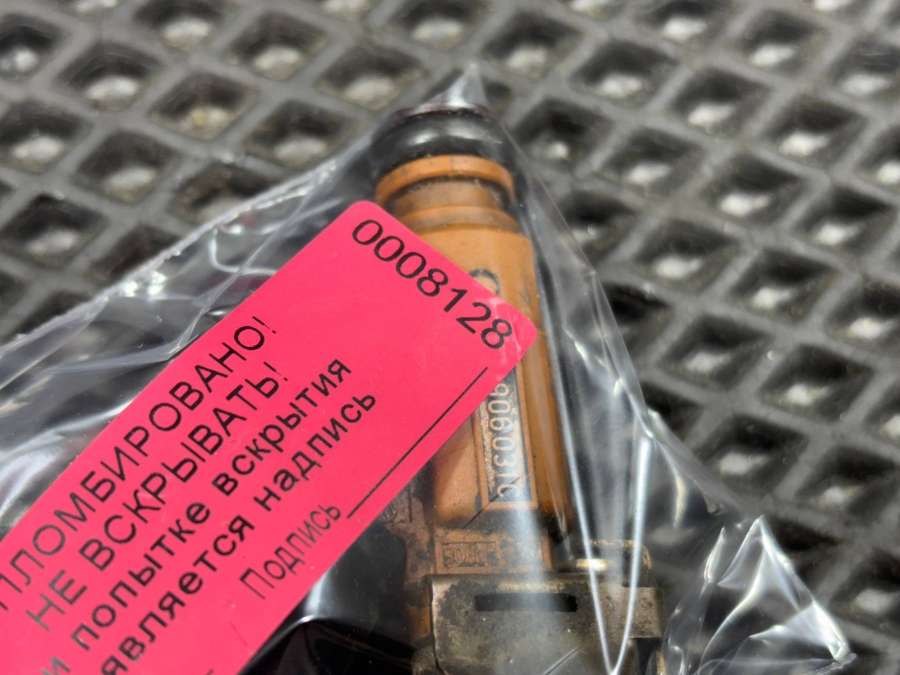 0008128
ПЛОМБИРОВАНО!
НЕ ВСКРЫВАТЬ!
и попытке вскрытия
является надпись
Подпись